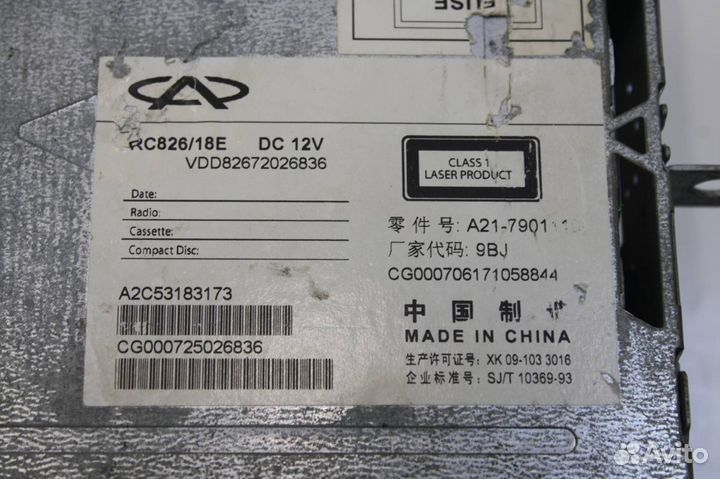 FUSE
RC826/18E DC 12V
VDD82672026836
CLASS 1
LASER PRODUCT
Date:
Radio:
Cassette:
Compact Disc:
零件号: A21-7901
厂家代码: 9BJ
CG000706171058844
A2C53183173
中国制
MADE IN CHINA
CG000725026836
生产许可证号: XK 09-103 3016
企业标准号: SJ/T 10369-93
Avito